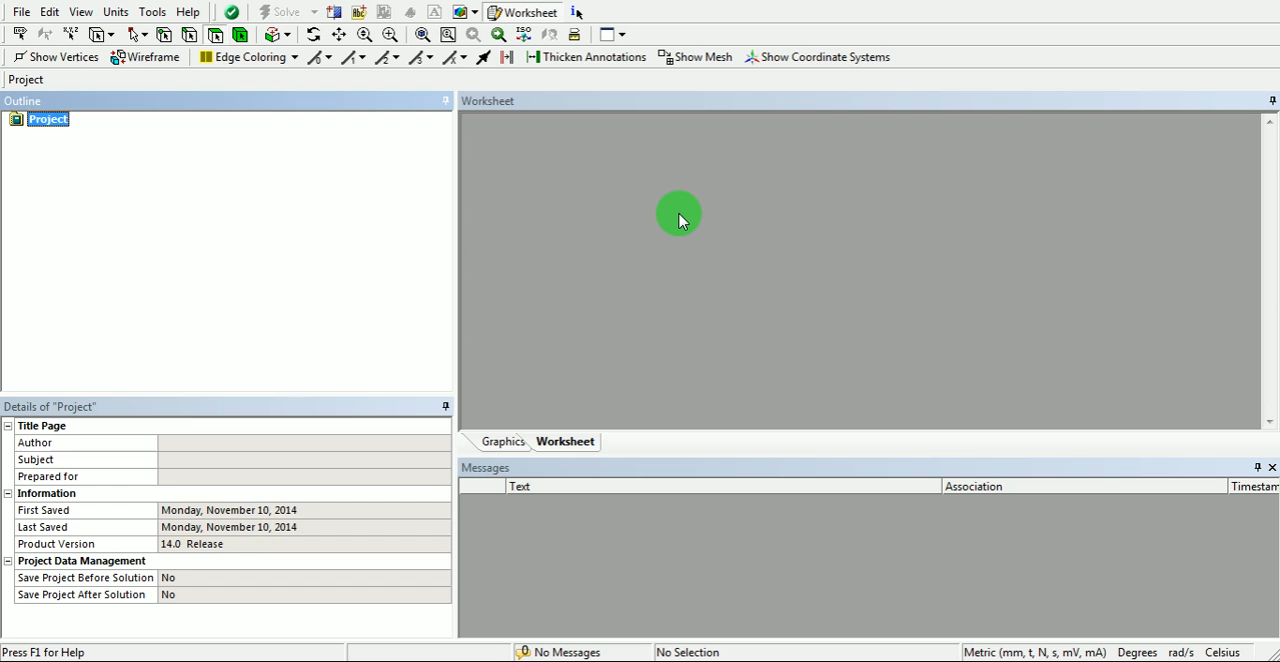 File Edit View Units Tools Help Solve Worksheet
Show Vertices Wireframe Edge Coloring Thicken Annotations Show Mesh Show Coordinate Systems
Project
Outline
Project
Worksheet
Details of "Project"
Title Page
Author
Subject
Prepared for
Information
First Saved Monday, November 10, 2014
Last Saved Monday, November 10, 2014
Product Version 14.0 Release
Project Data Management
Save Project Before Solution No
Save Project After Solution No
Graphics Worksheet
Messages
Text Association Timestam
Press F1 for Help No Messages No Selection Metric (mm, t, N, s, mV, mA) Degrees rad/s Celsius